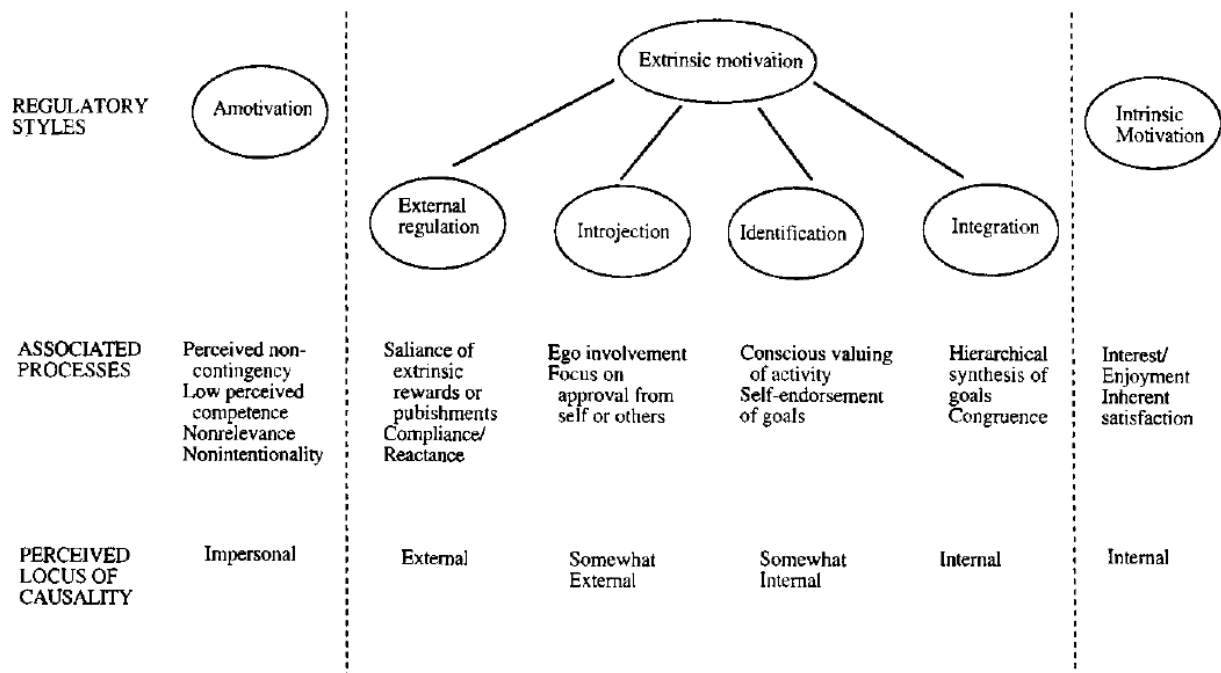 Extrinsic motivation
REGULATORY
STYLES
Amotivation
Intrinsic
Motivation
External
regulation
Introjection
Identification
Integration
ASSOCIATED
PROCESSES
Perceived non-
contingency
Low perceived
competence
Nonrelevance
Nonintentionality
Saliance of
extrinsic
rewards or
pubishments
Compliance/
Reactance
Ego involvement
Focus on
approval from
self or others
Conscious valuing
of activity
Self-endorsement
of goals
Hierarchical
synthesis of
goals
Congruence
Interest/
Enjoyment
Inherent
satisfaction
PERCEIVED
LOCUS OF
CAUSALITY
Impersonal
External
Somewhat
External
Somewhat
Internal
Internal
Internal